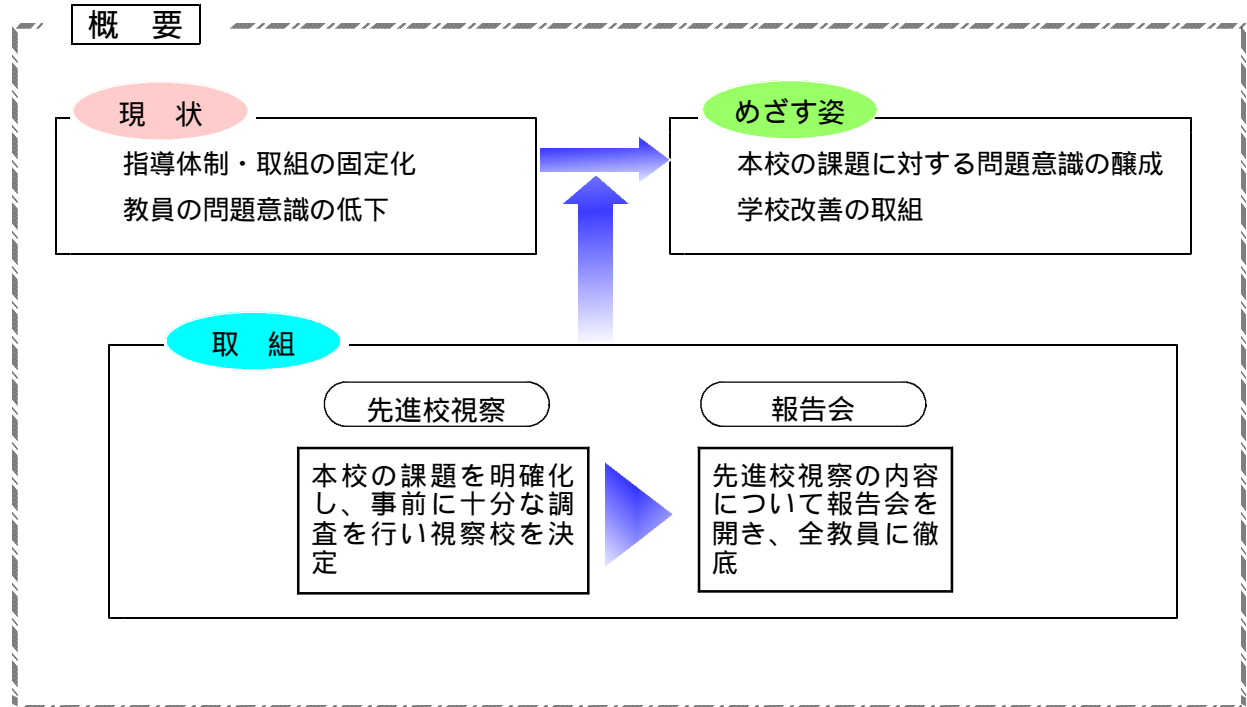 概　要
現　状
指導体制・取組の固定化
教員の問題意識の低下
めざす姿
本校の課題に対する問題意識の醸成
学校改善の取組
取　組
先進校視察
本校の課題を明確化
し、事前に十分な調
査を行い視察校を決
定
報告会
先進校視察の内容
について報告会を
開き、全教員に徹
底